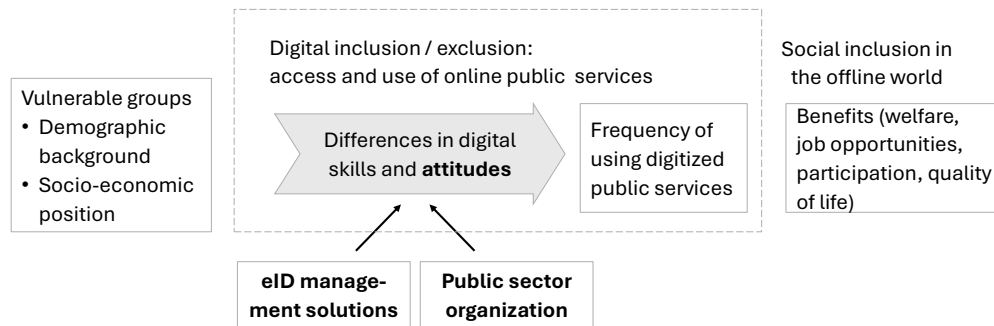 Vulnerable groups
• Demographic
background
• Socio-economic
position
Digital inclusion / exclusion:
access and use of online public services
Differences in digital
skills and attitudes
Frequency of
using digitized
public services
eID manage-
ment solutions
Public sector
organization
Social inclusion in
the offline world
Benefits (welfare,
job opportunities,
participation, quality
of life)